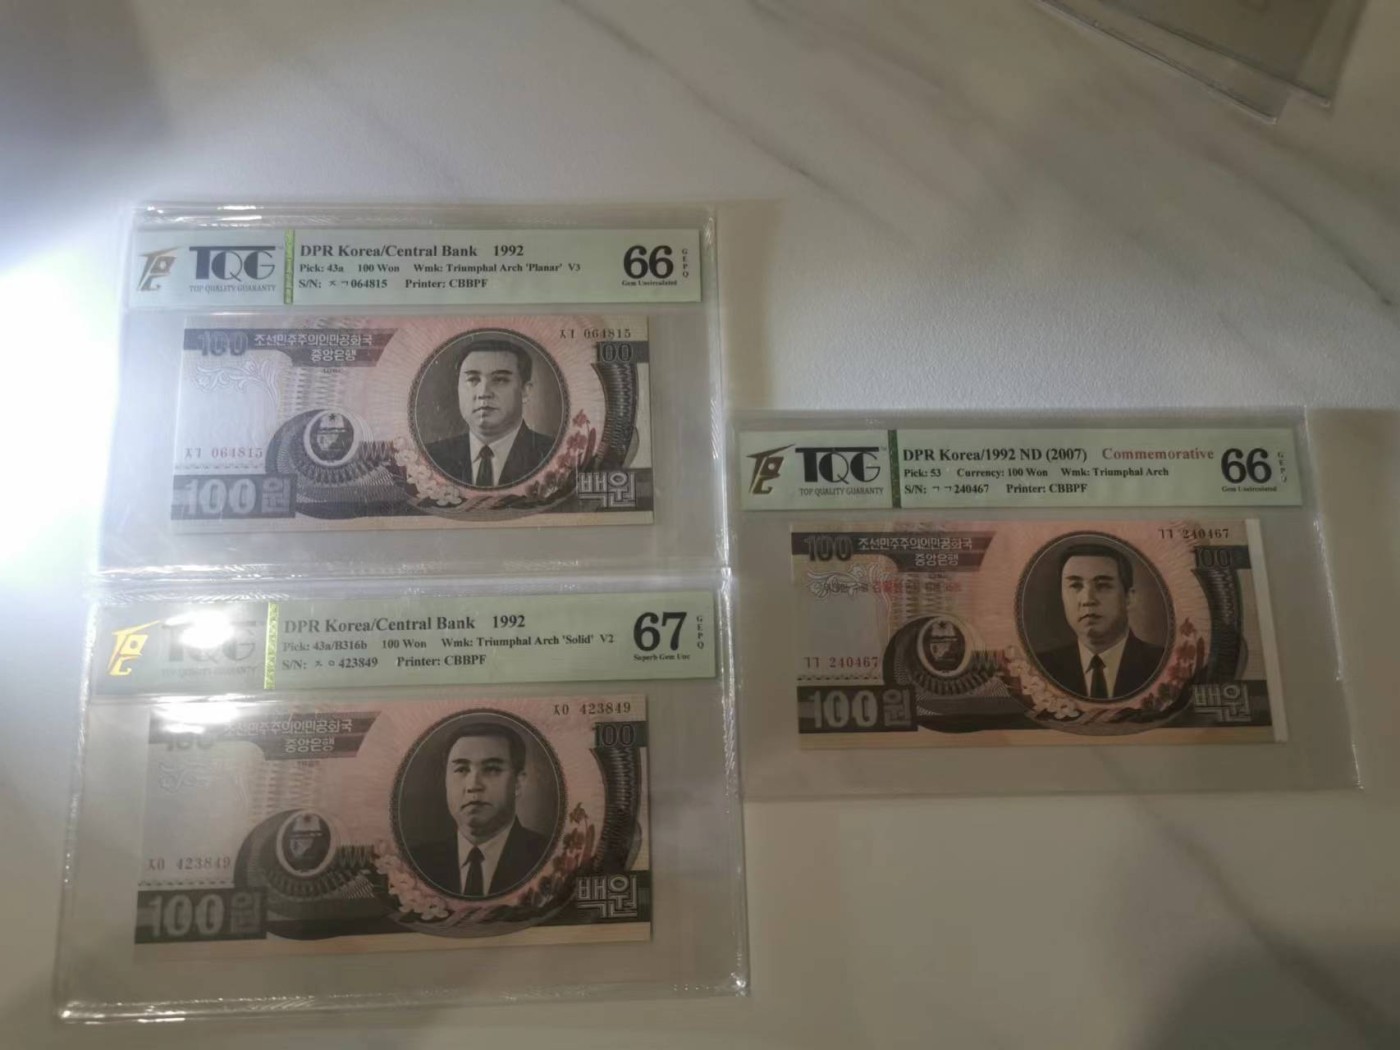 TQG
TOP QUALITY GUARANTY
DPR Korea/Central Bank 1992
Pick: 43a 100 Won Wmk: Triumphal Arch 'Planar' V3
S/N: ㅈㄱ064815 Printer: CBBPF
66
Gem Uncirculated
GEPQ
100 조선민주주의인민공화국
중앙은행
ㅈㄱ 064815
100
ㅈㄱ 064815
100원
백원
TQG
DPR Korea/Central Bank 1992
Pick: 43a/B316b 100 Won Wmk: Triumphal Arch 'Solid' V2
S/N: ㅈㅇ423849 Printer: CBBPF
67
Superb Gem Unc
GEPQ
100 조선민주주의인민공화국
중앙은행
ㅈㅇ 423849
100
ㅈㅇ 423849
100원
백원
TQG
TOP QUALITY GUARANTY
DPR Korea/1992 ND (2007) Commemorative
Pick: 53 Currency: 100 Won Wmk: Triumphal Arch
S/N: ㄱㄱ240467 Printer: CBBPF
66
Gem Uncirculated
GEPQ
100 조선민주주의인민공화국
중앙은행
ㄱㄱ 240467
100
ㄱㄱ 240467
100원
백원